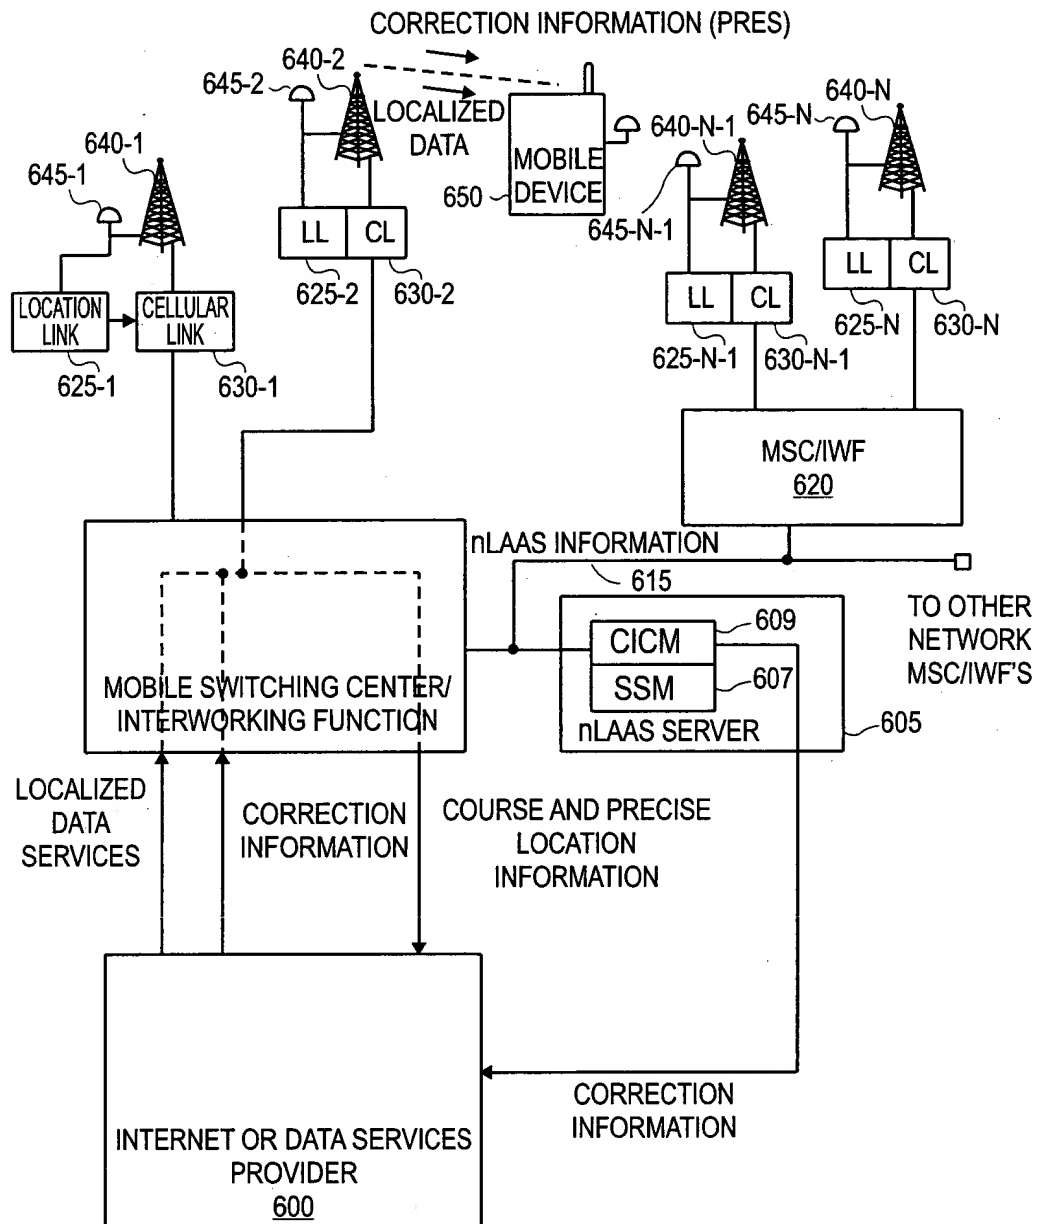 CORRECTION INFORMATION (PRES)
640-2
645-2
LOCALIZED
DATA
645-N
640-N
640-1
645-1
MOBILE
DEVICE
650
640-N-1
645-N-1
LL
CL
625-2
630-2
LL
CL
625-N
630-N
LOCATION
LINK
CELLULAR
LINK
625-1
630-1
LL
CL
625-N-1
630-N-1
MSC/IWF
620
nLAAS INFORMATION
615
TO OTHER
NETWORK
MSC/IWF'S
MOBILE SWITCHING CENTER/
INTERWORKING FUNCTION
CICM
609
SSM
607
nLAAS SERVER
605
LOCALIZED
DATA
SERVICES
CORRECTION
INFORMATION
COURSE AND PRECISE
LOCATION
INFORMATION
CORRECTION
INFORMATION
INTERNET OR DATA SERVICES
PROVIDER
600